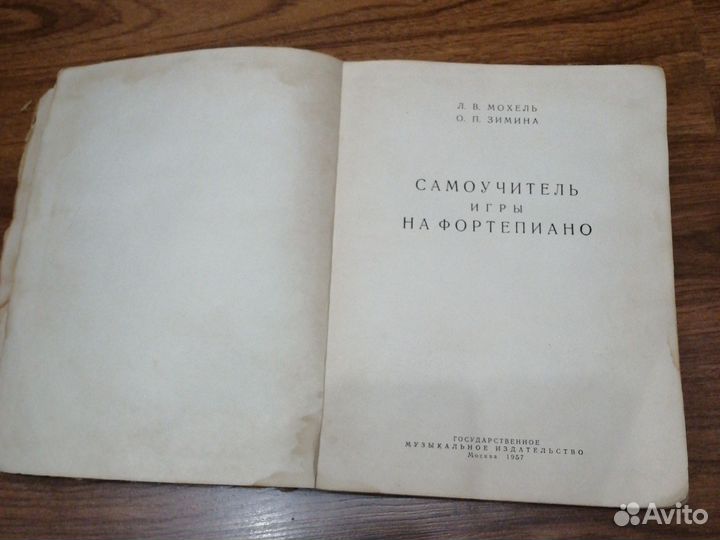 Л. В. МОХЕЛЬ
О. П. ЗИМИНА
САМОУЧИТЕЛЬ
ИГРЫ
НА ФОРТЕПИАНО
ГОСУДАРСТВЕННОЕ
МУЗЫКАЛЬНОЕ ИЗДАТЕЛЬСТВО
Москва 1957
Avito